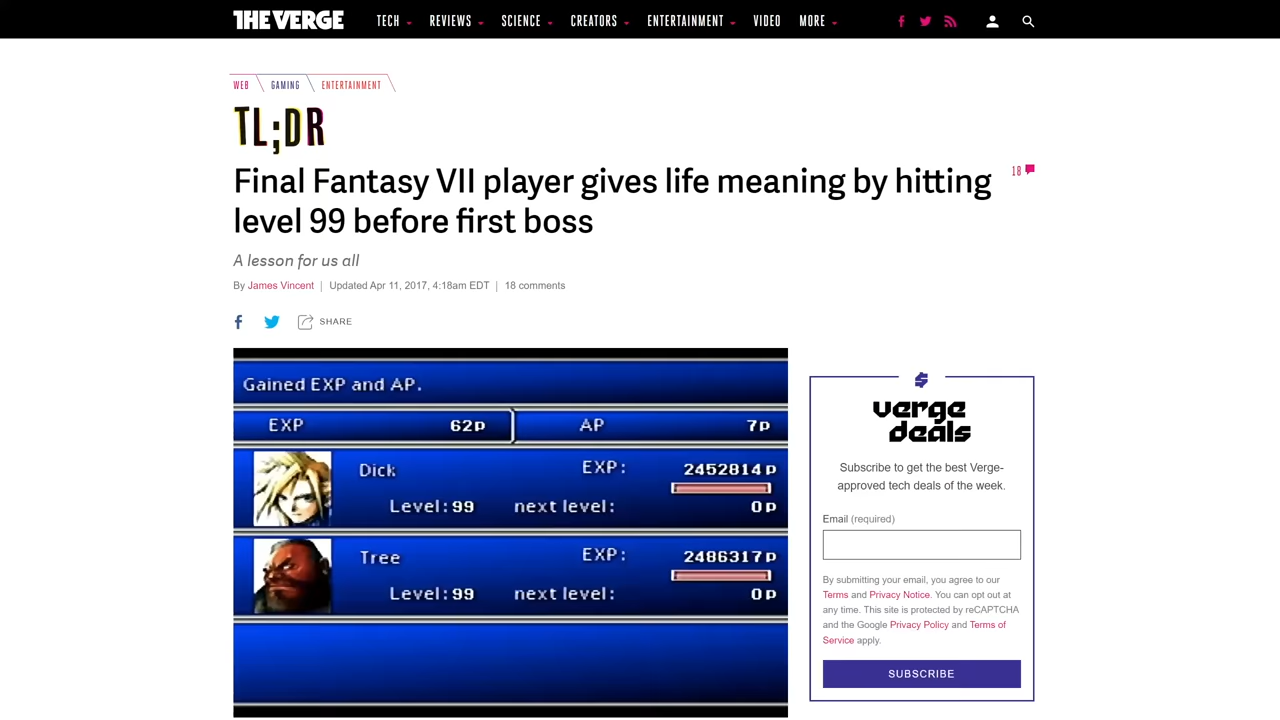 THE VERGE TECH REVIEWS SCIENCE CREATORS ENTERTAINMENT VIDEO MORE
WEB GAMING ENTERTAINMENT
TL;DR
Final Fantasy VII player gives life meaning by hitting
18
level 99 before first boss
A lesson for us all
By James Vincent | Updated Apr 11, 2017, 4:18am EDT | 18 comments
SHARE
Gained EXP and AP.
EXP 62p AP 7p
Dick EXP: 2452814p
Level:99 next level: 0p
Tree EXP: 2486317p
Level:99 next level: 0p
$
verge
deals
Subscribe to get the best Verge-
approved tech deals of the week.
Email (required)
By submitting your email, you agree to our
Terms and Privacy Notice. You can opt out at
any time. This site is protected by reCAPTCHA
and the Google Privacy Policy and Terms of
Service apply.
SUBSCRIBE